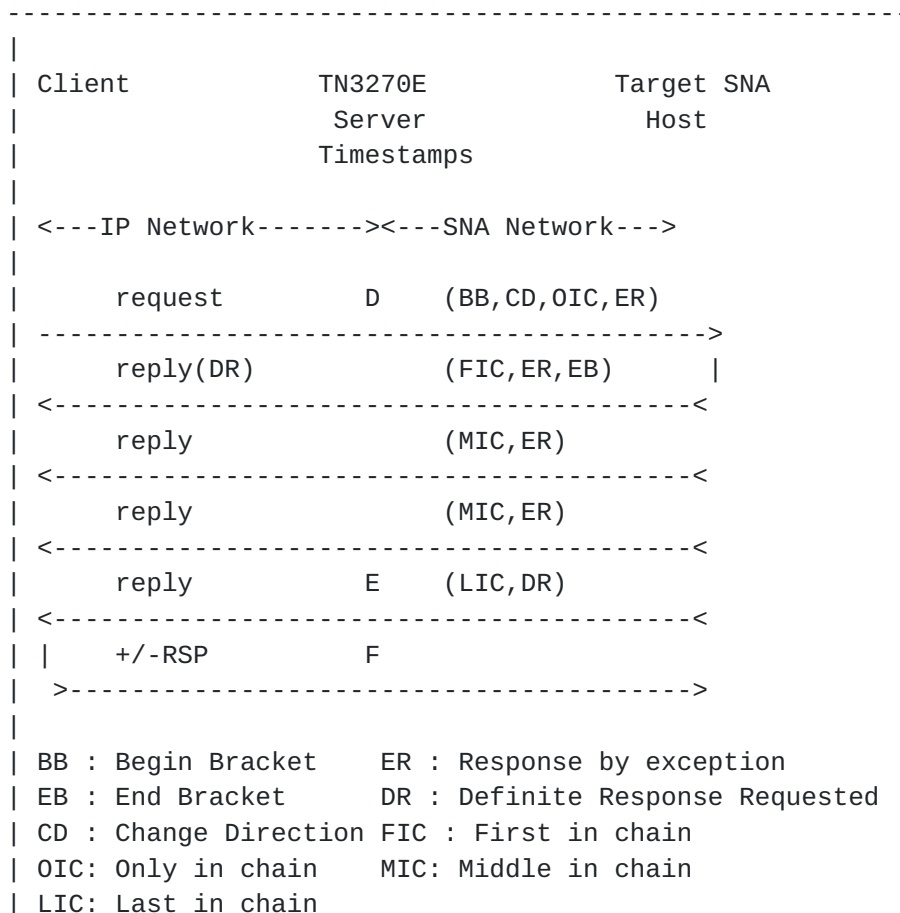 -----------------------------------------------------------
|
| Client            TN3270E            Target SNA
|                    Server              Host
|                   Timestamps
|
| <---IP Network-------><---SNA Network--->
|
|     request         D    (BB,CD,OIC,ER)
| ------------------------------------------->
|     reply(DR)            (FIC,ER,EB)      |
| <-----------------------------------------<
|     reply                (MIC,ER)
| <-----------------------------------------<
|     reply                (MIC,ER)
| <-----------------------------------------<
|     reply           E    (LIC,DR)
| <-----------------------------------------<
| |   +/-RSP          F
|  >---------------------------------------->
|
| BB : Begin Bracket    ER : Response by exception
| EB : End Bracket      DR : Definite Response Requested
| CD : Change Direction FIC : First in chain
| OIC: Only in chain    MIC: Middle in chain
| LIC: Last in chain